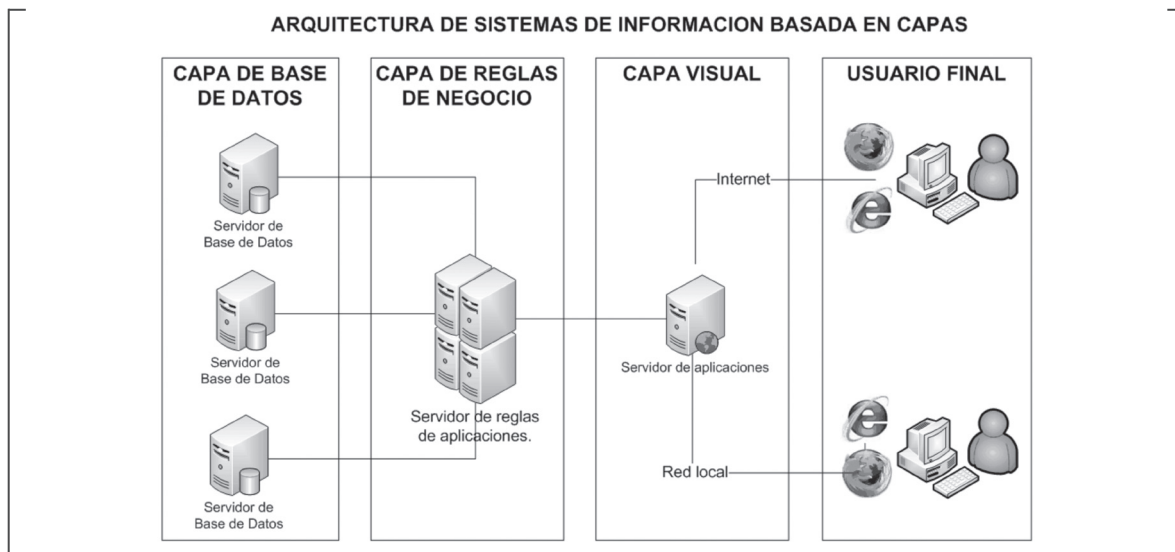 ARQUITECTURA DE SISTEMAS DE INFORMACION BASADA EN CAPAS
CAPA DE BASE
DE DATOS
Servidor de
Base de Datos
Servidor de
Base de Datos
Servidor de
Base de Datos
CAPA DE REGLAS
DE NEGOCIO
Servidor de reglas
de aplicaciones.
CAPA VISUAL
Internet
Servidor de aplicaciones
Red local
USUARIO FINAL